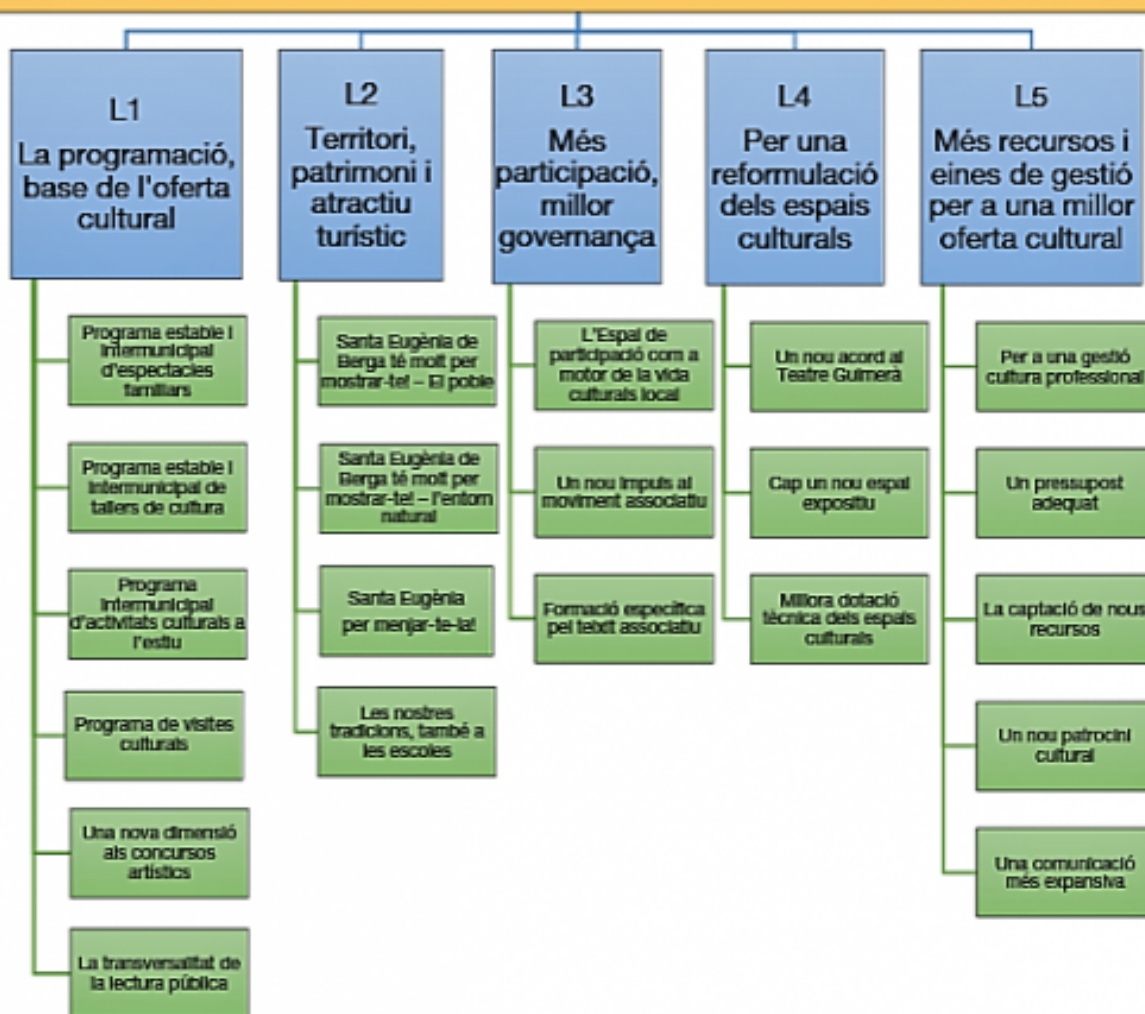 L1
La programació,
base de l'oferta
cultural
Programa estable i
intermunicipal
d'espectacles
familiars
Programa estable i
intermunicipal de
tallers de cultura
Programa
intermunicipal
d'activitats culturals a
l'estiu
Programa de visites
culturals
Una nova dimensió
als concursos
artístics
La transversalitat de
la lectura pública
L2
Territori,
patrimoni i
atractiu
turístic
Santa Eugènia de
Berga té molt per
mostrar-te! – El poble
Santa Eugènia de
Berga té molt per
mostrar-te! – l'entorn
natural
Santa Eugènia
per menjar-te-la!
Les nostres
tradicions, també a
les escoles
L3
Més
participació,
millor
governança
L'Espai de
participació com a
motor de la vida
culturals local
Un nou impuls al
moviment associatiu
Formació específica
pel teixit associatiu
L4
Per una
reformulació
dels espais
culturals
Un nou acord al
Teatre Guimerà
Cap un nou espai
expositiu
Millora dotació
tècnica dels espais
culturals
L5
Més recursos i
eines de gestió
per a una millor
oferta cultural
Per a una gestió
cultura professional
Un pressupost
adequat
La captació de nous
recursos
Un nou patrocini
cultural
Una comunicació
més expansiva